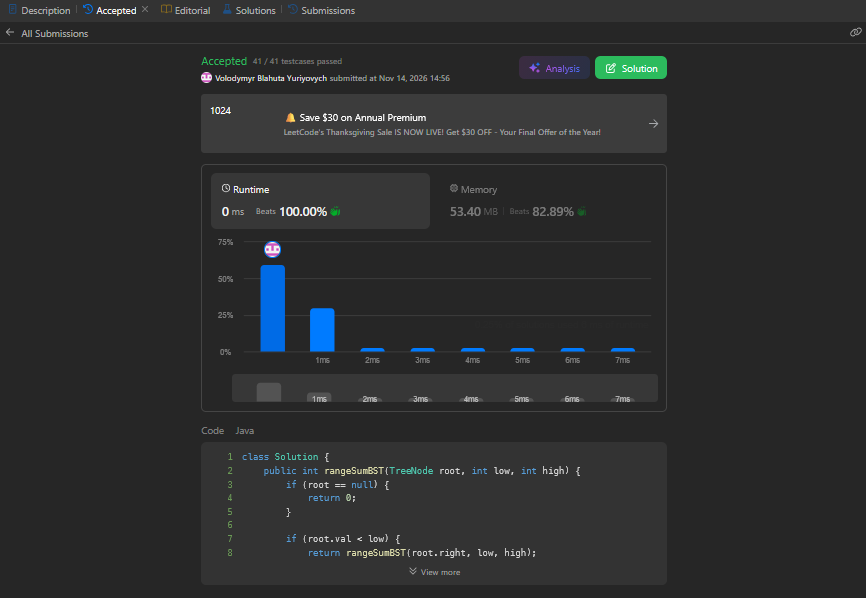 Description Accepted Editorial Solutions Submissions
All Submissions
Accepted 41 / 41 testcases passed
Volodymyr Blahuta Yuriyovych submitted at Nov 14, 2026 14:56
Analysis Solution
1024
Save $30 on Annual Premium
LeetCode's Thanksgiving Sale IS NOW LIVE! Get $30 OFF - Your Final Offer of the Year!
Runtime
0 ms Beats 100.00%
Memory
53.40 MB Beats 82.89%
75%
50%
25%
0%
1ms 2ms 3ms 4ms 5ms 6ms 7ms
1ms 2ms 3ms 4ms 5ms 6ms 7ms
Code Java
1 class Solution {
2 public int rangeSumBST(TreeNode root, int low, int high) {
3 if (root == null) {
4 return 0;
5 }
6
7 if (root.val < low) {
8 return rangeSumBST(root.right, low, high);
View more